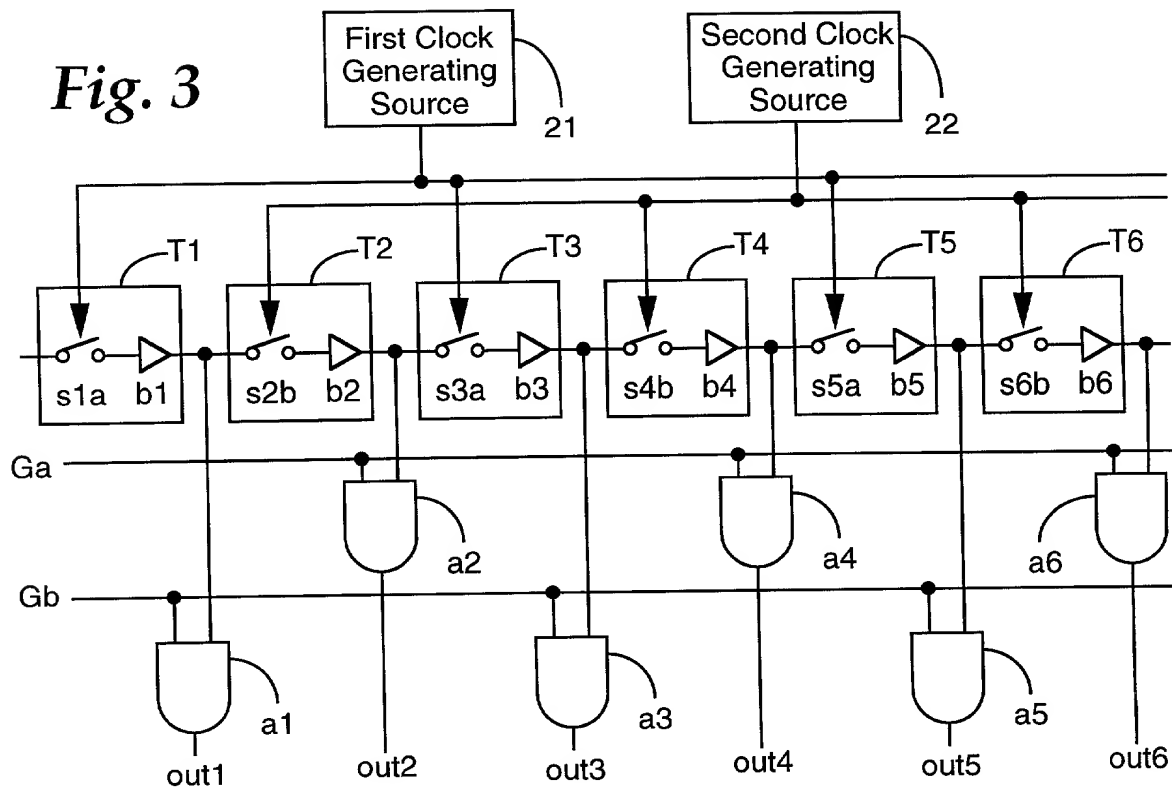 Fig. 3
First Clock
Generating
Source
21
Second Clock
Generating
Source
22
T1
T2
T3
T4
T5
T6
s1a b1
s2b b2
s3a b3
s4b b4
s5a b5
s6b b6
Ga
a2
a4
a6
Gb
a1
a3
a5
out1
out2
out3
out4
out5
out6